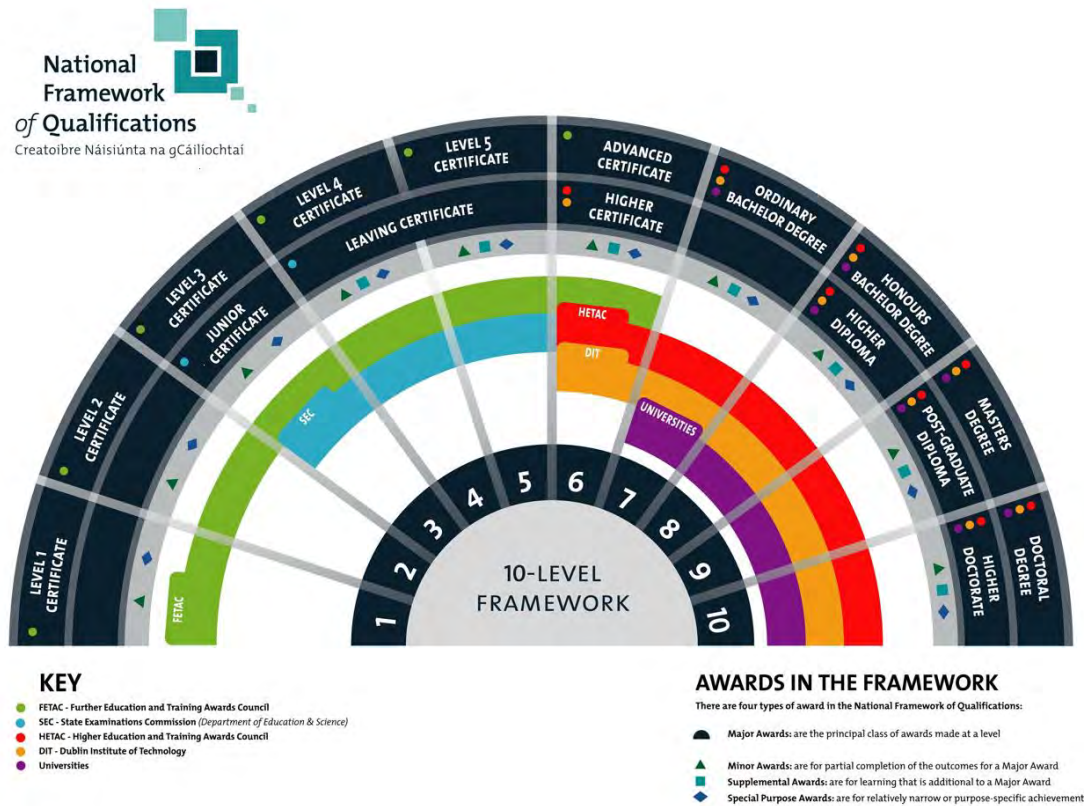 National
Framework
of Qualifications
Creatoibre Náisiúnta na gCáilíochtaí
LEVEL 1
CERTIFICATE
LEVEL 2
CERTIFICATE
LEVEL 3
CERTIFICATE
JUNIOR
CERTIFICATE
LEVEL 4
CERTIFICATE
LEVEL 5
CERTIFICATE
LEAVING CERTIFICATE
ADVANCED
CERTIFICATE
HIGHER
CERTIFICATE
ORDINARY
BACHELOR DEGREE
HONOURS
BACHELOR DEGREE
HIGHER
DIPLOMA
MASTERS
DEGREE
POST-GRADUATE
DIPLOMA
DOCTORAL
DEGREE
HIGHER
DOCTORATE
FETAC
SEC
HETAC
DIT
UNIVERSITIES
1
2
3
4
5
6
7
8
9
10
10-LEVEL
FRAMEWORK
KEY
FETAC - Further Education and Training Awards Council
SEC - State Examinations Commission (Department of Education & Science)
HETAC - Higher Education and Training Awards Council
DIT - Dublin Institute of Technology
Universities
AWARDS IN THE FRAMEWORK
There are four types of award in the National Framework of Qualifications:
Major Awards: are the principal class of awards made at a level
Minor Awards: are for partial completion of the outcomes for a Major Award
Supplemental Awards: are for learning that is additional to a Major Award
Special Purpose Awards: are for relatively narrow or purpose-specific achievement